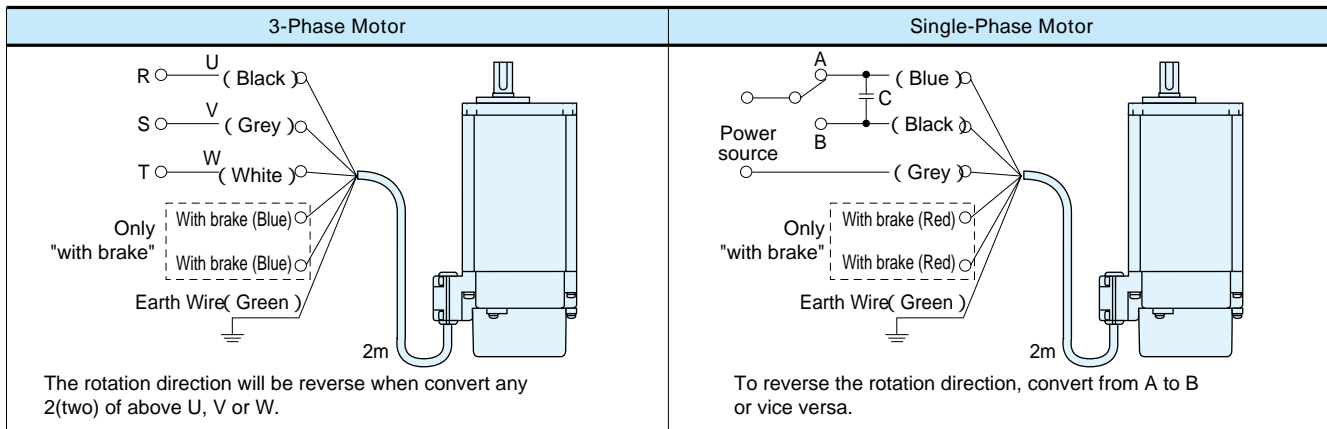 3-Phase Motor
R U ( Black )
S V ( Grey )
T W ( White )
Only
"with brake"
With brake (Blue)
With brake (Blue)
Earth Wire( Green )
2m
The rotation direction will be reverse when convert any
2(two) of above U, V or W.
Single-Phase Motor
A ( Blue )
C
B ( Black )
Power
source
( Grey )
Only
"with brake"
With brake (Red)
With brake (Red)
Earth Wire( Green )
2m
To reverse the rotation direction, convert from A to B
or vice versa.